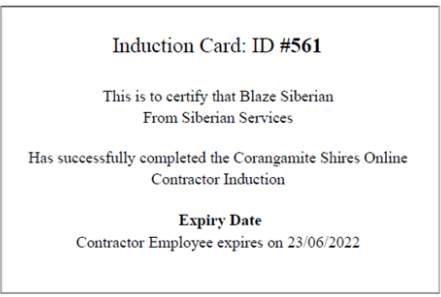 Induction Card: ID #561
This is to certify that Blaze Siberian
From Siberian Services
Has successfully completed the Corangamite Shires Online
Contractor Induction
Expiry Date
Contractor Employee expires on 23/06/2022